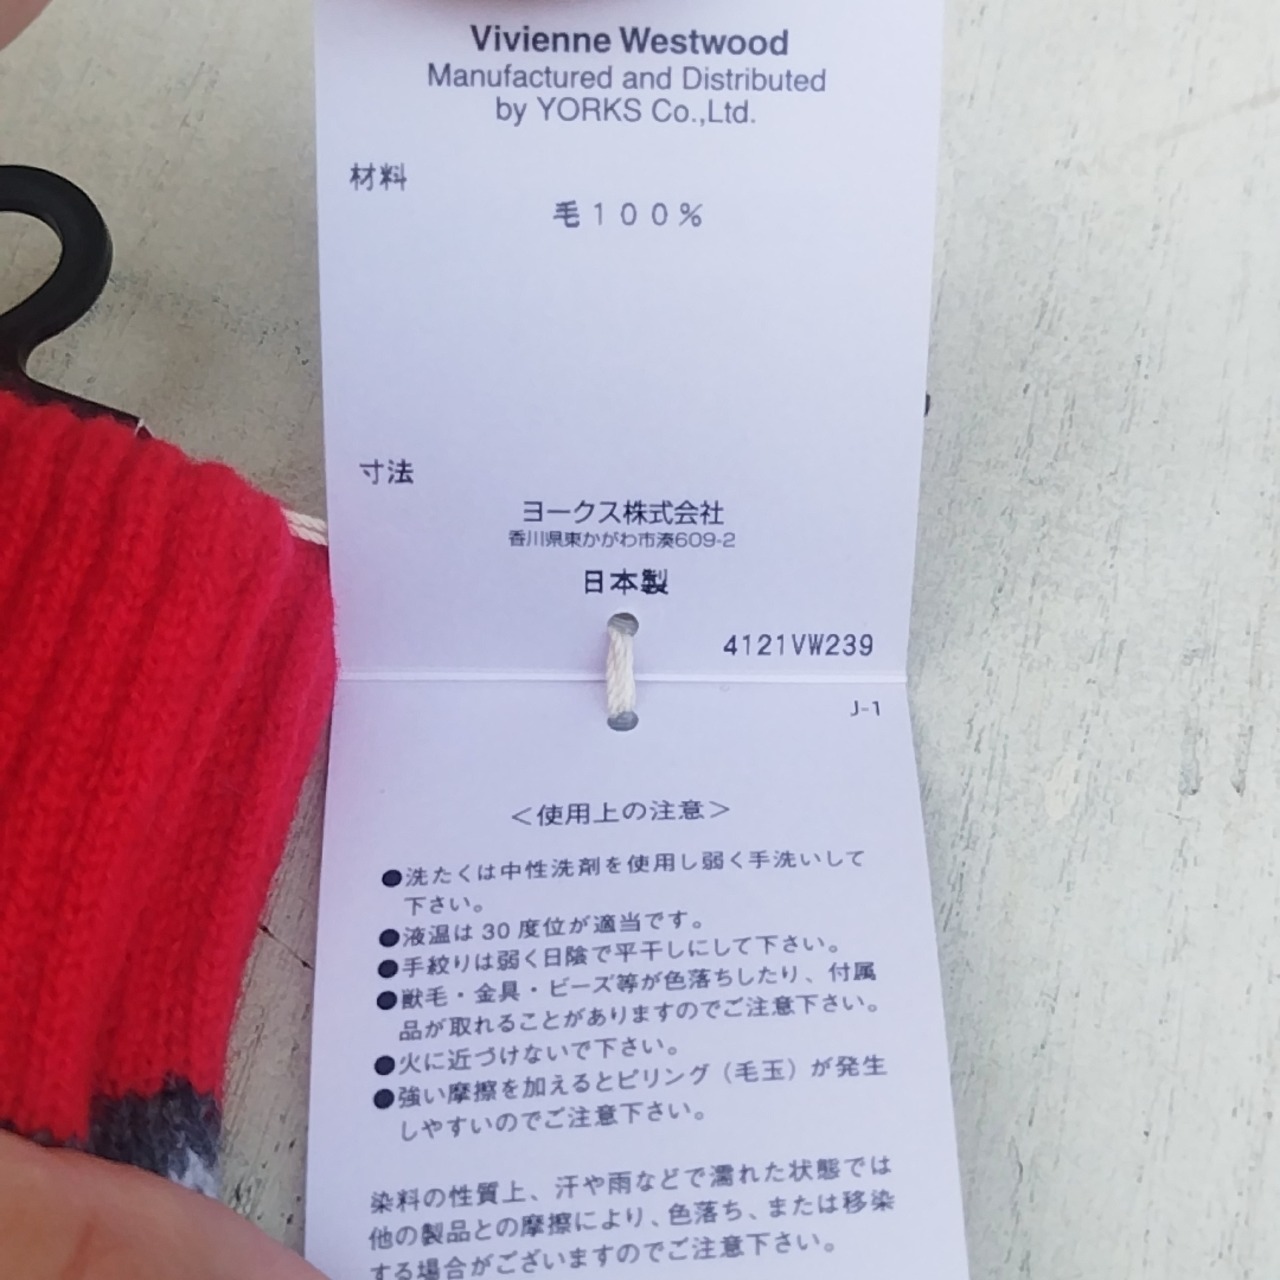 Vivienne Westwood
Manufactured and Distributed
by YORKS Co.,Ltd.
材料
毛100%
寸法
ヨークス株式会社
香川県東かがわ市湊609-2
日本製
4121VW239
J-1
＜使用上の注意＞
●洗たくは中性洗剤を使用し弱く手洗いして
下さい。
●液温は30度位が適当です。
●手絞りは弱く日陰で平干しにして下さい。
●獣毛・金具・ビーズ等が色落ちしたり、付属
品が取れることがありますのでご注意下さい。
●火に近づけないで下さい。
●強い摩擦を加えるとピリング（毛玉）が発生
しやすいのでご注意下さい。
染料の性質上、汗や雨などで濡れた状態では
他の製品との摩擦により、色落ち、または移染
する場合がございますのでご注意下さい。